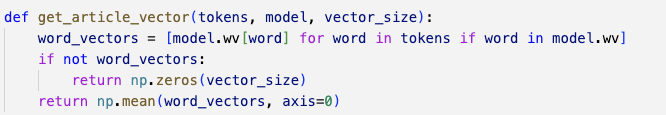 def get_article_vector(tokens, model, vector_size):
    word_vectors = [model.wv[word] for word in tokens if word in model.wv]
    if not word_vectors:
        return np.zeros(vector_size)
    return np.mean(word_vectors, axis=0)